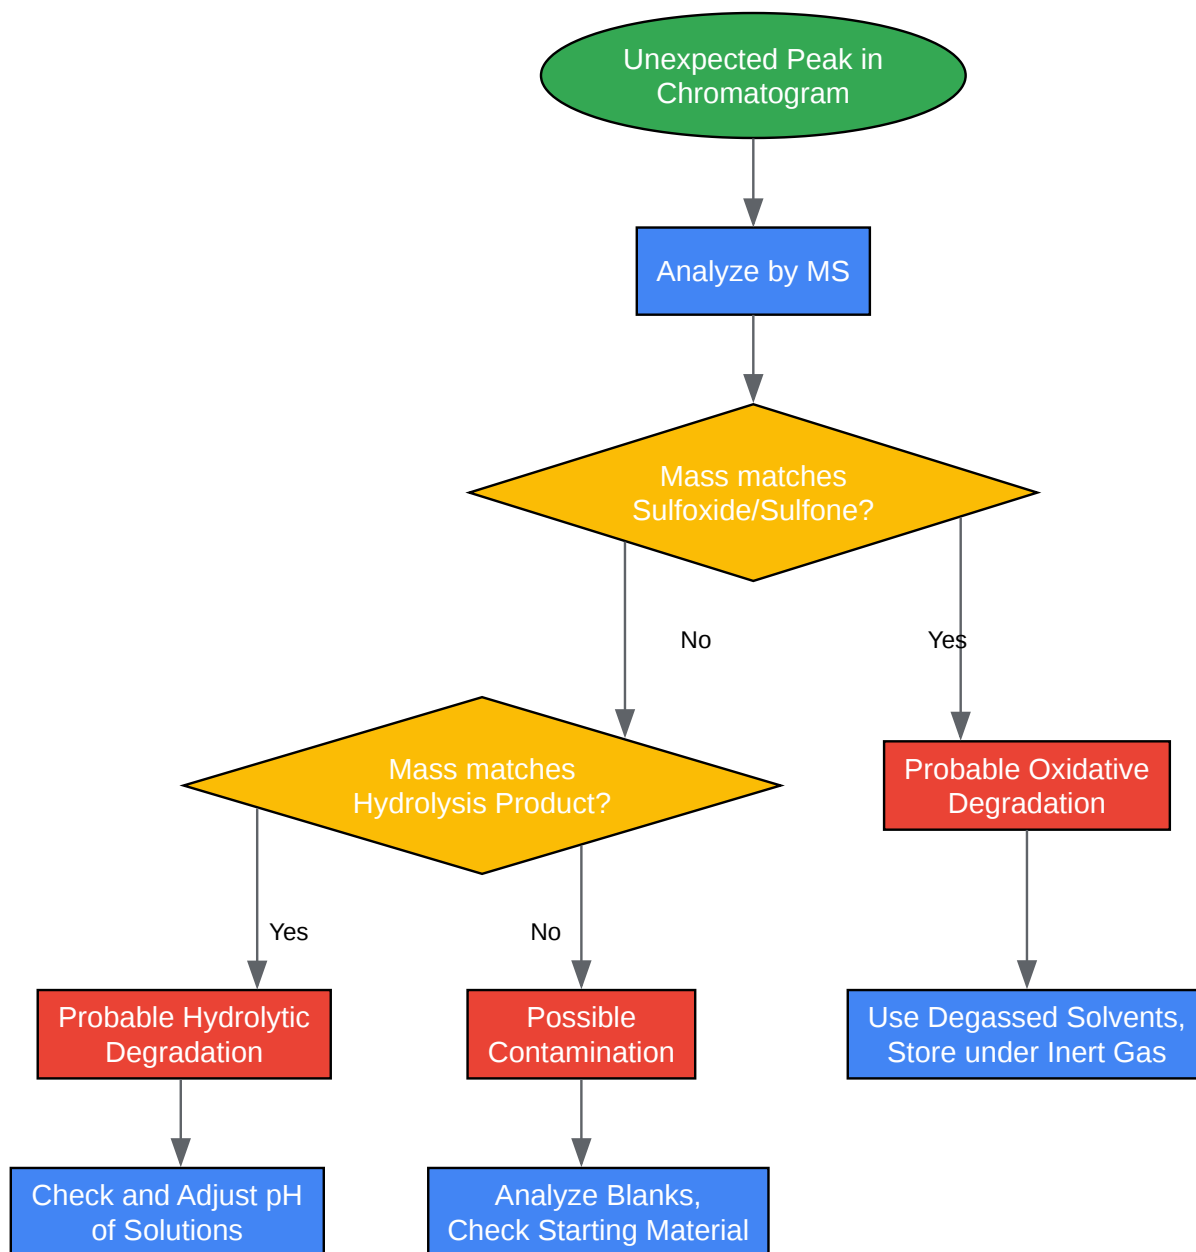 Unexpected Peak in
Chromatogram
Analyze by MS
Mass matches
Sulfoxide/Sulfone?
No
Yes
Mass matches
Hydrolysis Product?
Probable Oxidative
Degradation
Yes
No
Probable Hydrolytic
Degradation
Possible
Contamination
Use Degassed Solvents,
Store under Inert Gas
Check and Adjust pH
of Solutions
Analyze Blanks,
Check Starting Material